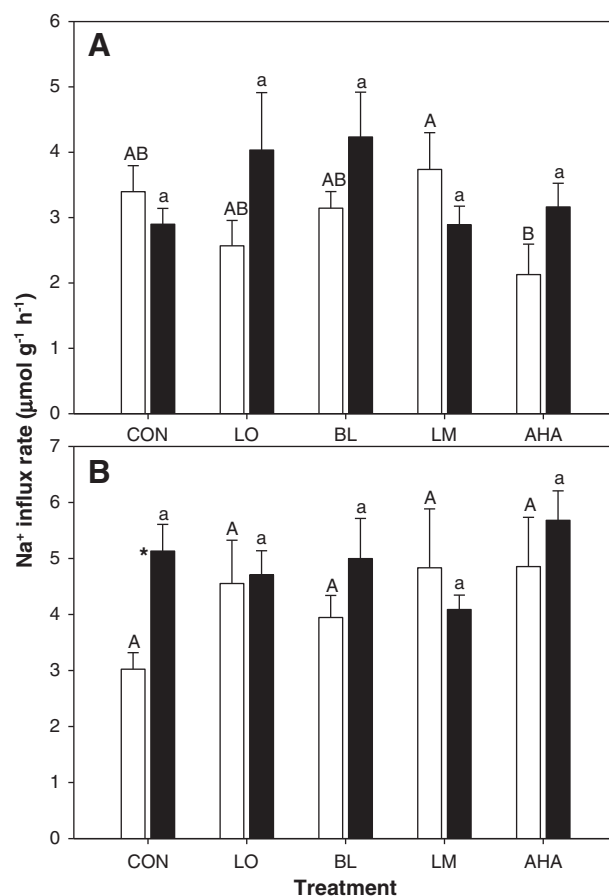 6
A
a
a
5
A
AB
4
AB
a
a
AB
a
3
B
2
1
0
CON LO BL LM AHA
Na⁺ influx rate (µmol g⁻¹ h⁻¹)
7
B
a
6
A
a
A
A
a
* a
5
A
a
4
A
3
2
1
0
CON LO BL LM AHA
Treatment